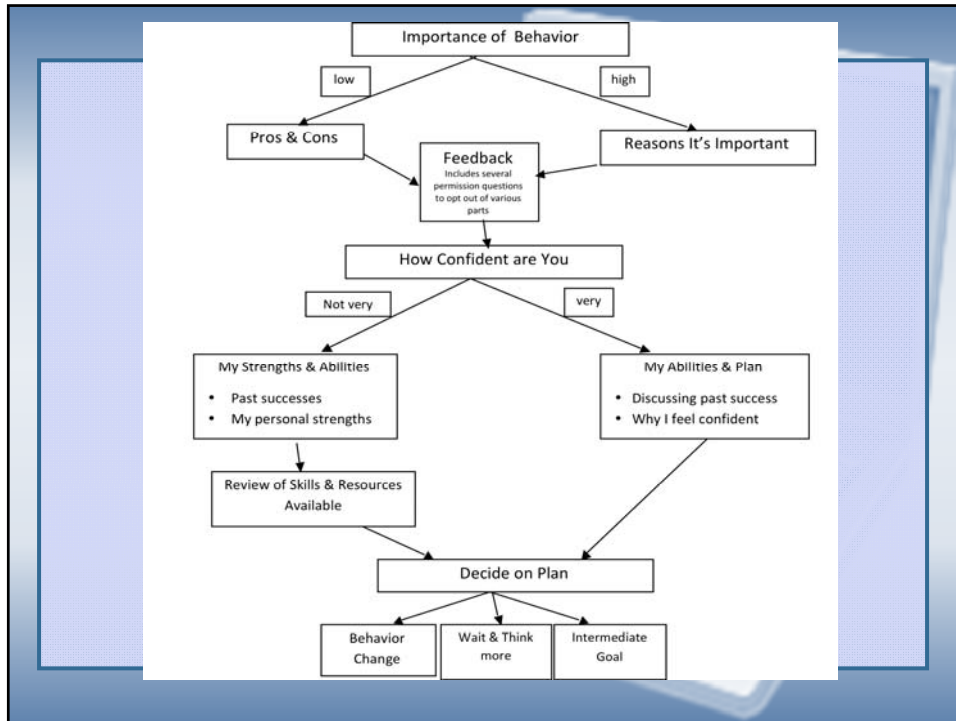 Importance of Behavior
low
high
Pros & Cons
Reasons It's Important
Feedback
Includes several
permission questions
to opt out of various
parts
How Confident are You
Not very
very
My Strengths & Abilities
• Past successes
• My personal strengths
My Abilities & Plan
• Discussing past success
• Why I feel confident
Review of Skills & Resources
Available
Decide on Plan
Behavior
Change
Wait & Think
more
Intermediate
Goal